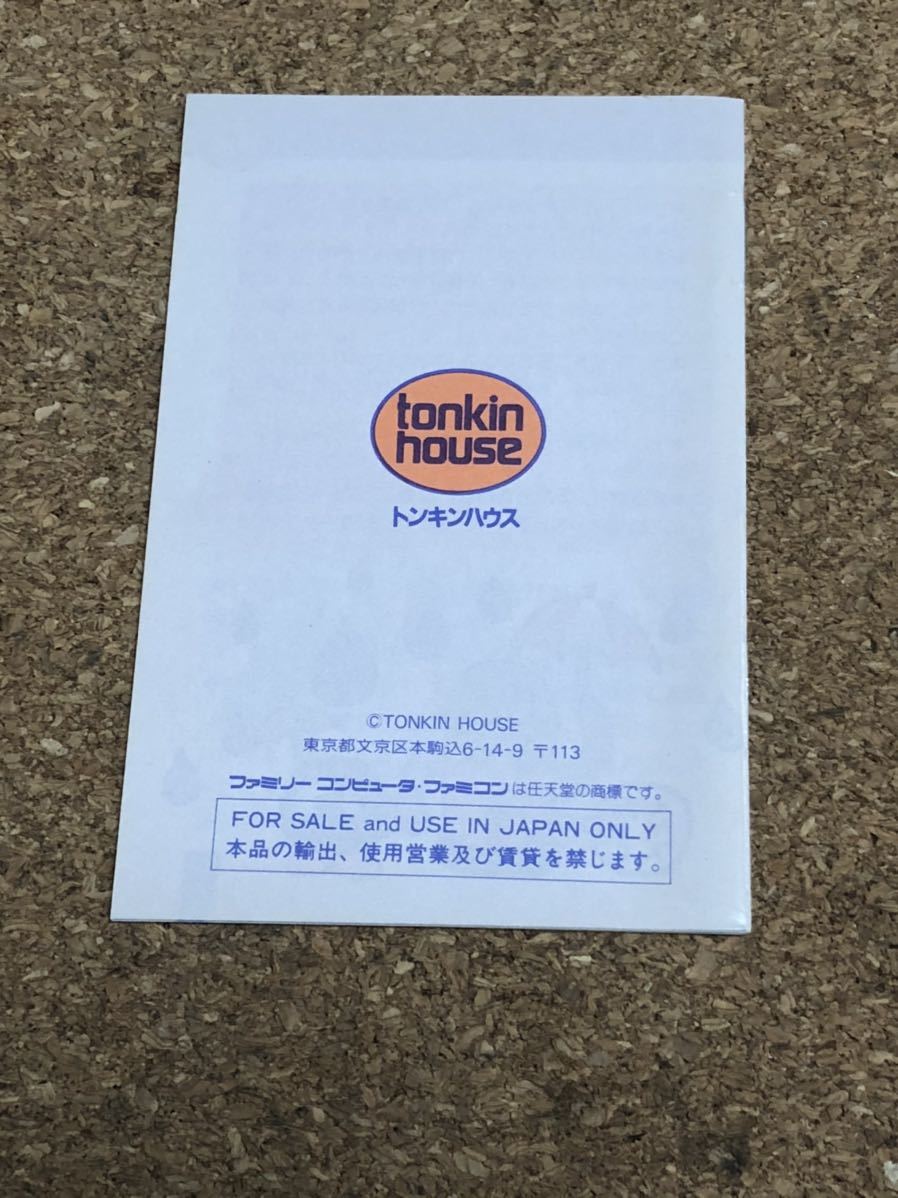 tonkin
house
トンキンハウス
©TONKIN HOUSE
東京都文京区本駒込6-14-9 〒113
ファミリー コンピュータ・ファミコンは任天堂の商標です。
FOR SALE and USE IN JAPAN ONLY
本品の輸出、使用営業及び賃貸を禁じます。